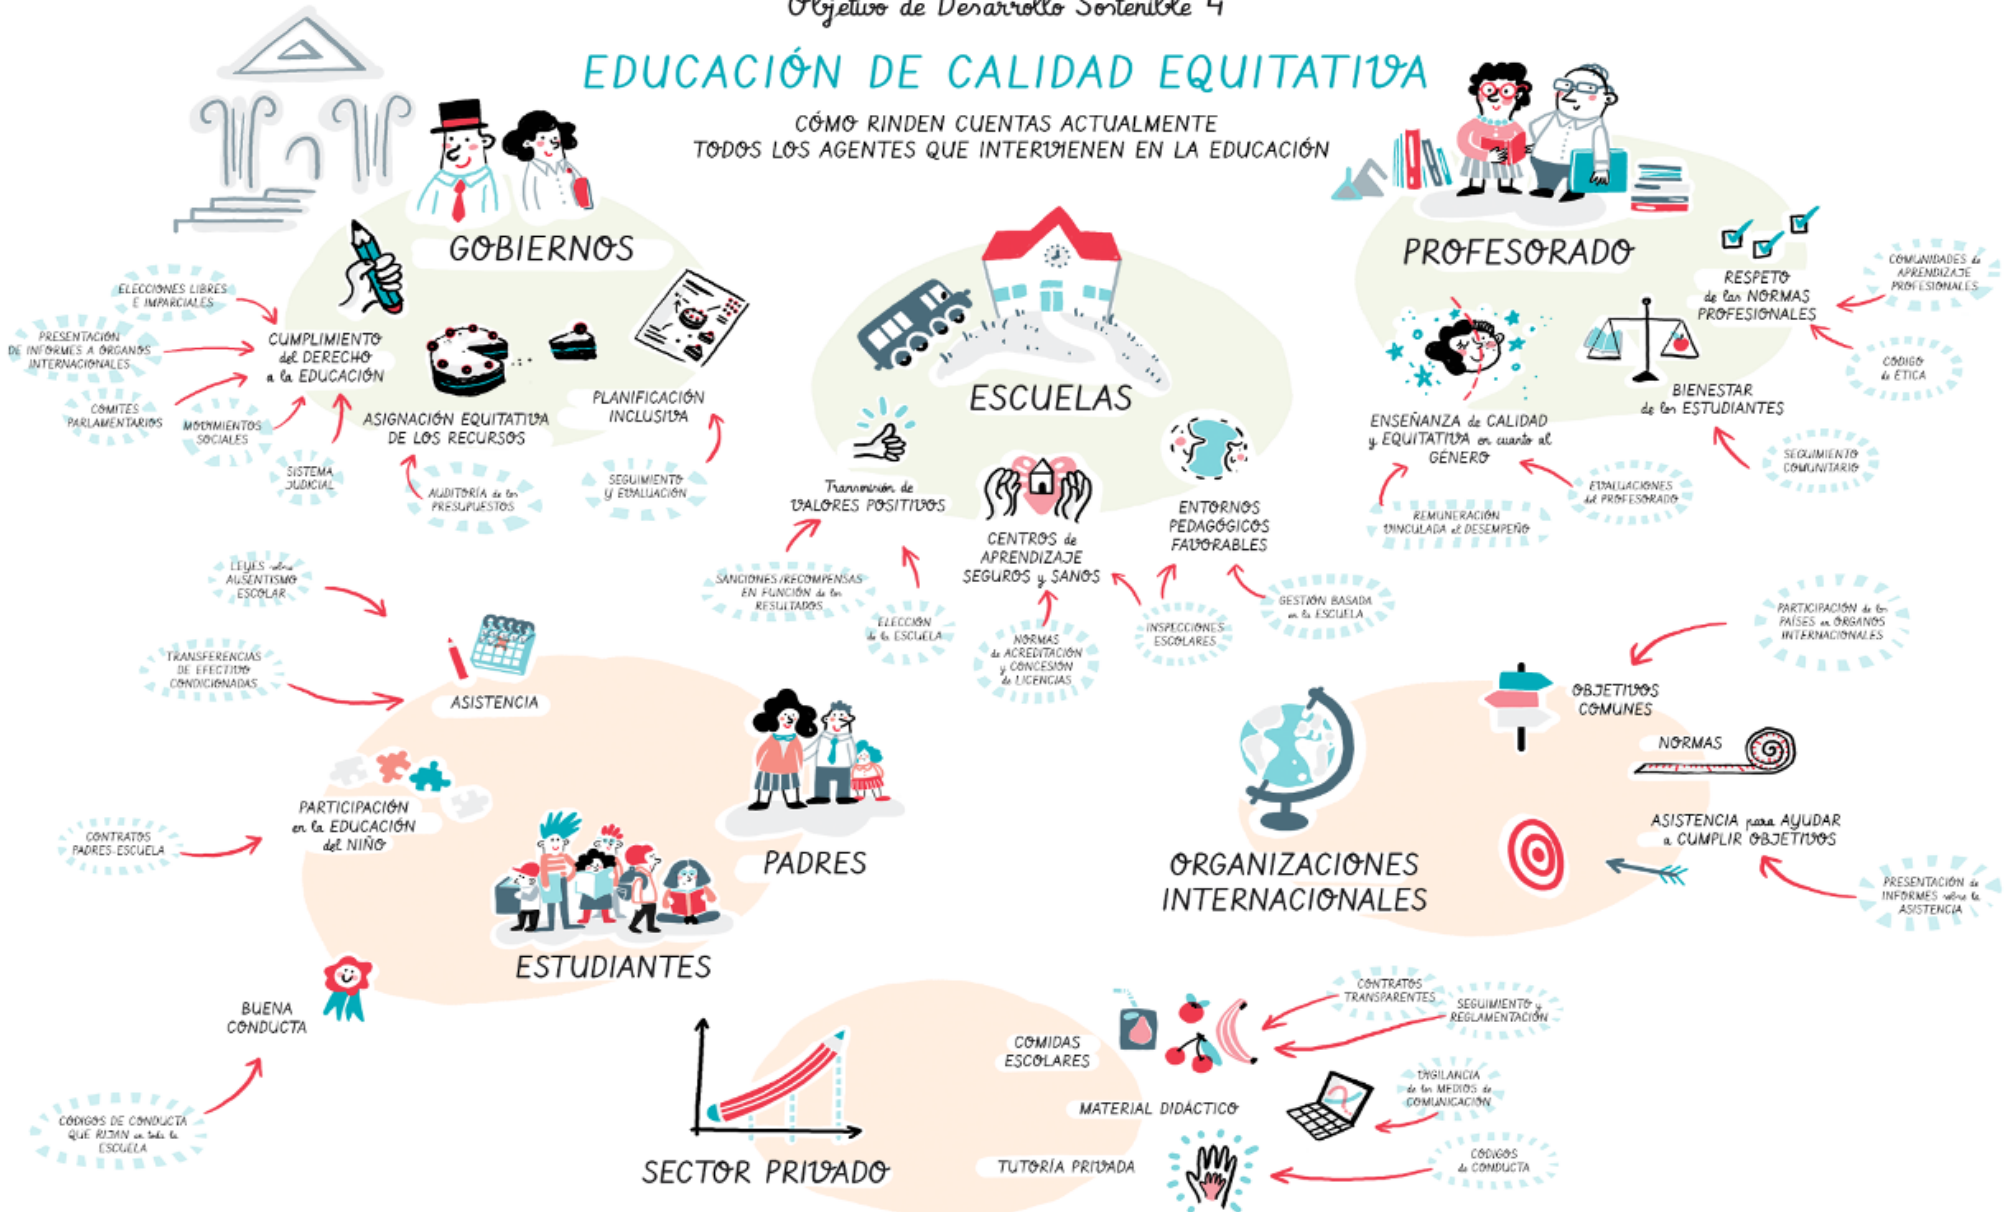 Objetivo de Desarrollo Sostenible 4
EDUCACIÓN DE CALIDAD EQUITATIVA
CÓMO RINDEN CUENTAS ACTUALMENTE
TODOS LOS AGENTES QUE INTERVIENEN EN LA EDUCACIÓN
GOBIERNOS
ELECCIONES LIBRES
E IMPARCIALES
PRESENTACIÓN
DE INFORMES A ÓRGANOS
INTERNACIONALES
COMITÉS
PARLAMENTARIOS
MOVIMIENTOS
SOCIALES
SISTEMA
JUDICIAL
CUMPLIMIENTO
del DERECHO
a la EDUCACIÓN
ASIGNACIÓN EQUITATIVA
DE LOS RECURSOS
AUDITORÍA de los
PRESUPUESTOS
PLANIFICACIÓN
INCLUSIVA
SEGUIMIENTO
y EVALUACIÓN
ESCUELAS
Transmisión de
VALORES POSITIVOS
SANCIONES/RECOMPENSAS
EN FUNCIÓN de los
RESULTADOS
ELECCIÓN
de la ESCUELA
CENTROS de
APRENDIZAJE
SEGUROS y SANOS
NORMAS
de ACREDITACIÓN
y CONCESIÓN
de LICENCIAS
INSPECCIONES
ESCOLARES
ENTORNOS
PEDAGÓGICOS
FAVORABLES
GESTIÓN BASADA
en la ESCUELA
PROFESORADO
RESPETO
de las NORMAS
PROFESIONALES
COMUNIDADES de
APRENDIZAJE
PROFESIONALES
CÓDIGO
de ÉTICA
BIENESTAR
de los ESTUDIANTES
SEGUIMIENTO
COMUNITARIO
ENSEÑANZA de CALIDAD
y EQUITATIVA en cuanto al
GÉNERO
EVALUACIONES
del PROFESORADO
REMUNERACIÓN
VINCULADA al DESEMPEÑO
LEYES sobre
AUSENTISMO
ESCOLAR
TRANSFERENCIAS
DE EFECTIVO
CONDICIONADAS
ASISTENCIA
PARTICIPACIÓN
en la EDUCACIÓN
del NIÑO
CONTRATOS
PADRES-ESCUELA
PADRES
ESTUDIANTES
BUENA
CONDUCTA
CÓDIGOS DE CONDUCTA
QUE RIJAN en toda la
ESCUELA
ORGANIZACIONES
INTERNACIONALES
PARTICIPACIÓN de los
PAÍSES en ÓRGANOS
INTERNACIONALES
OBJETIVOS
COMUNES
NORMAS
ASISTENCIA para AYUDAR
a CUMPLIR OBJETIVOS
PRESENTACIÓN de
INFORMES sobre la
ASISTENCIA
SECTOR PRIVADO
COMIDAS
ESCOLARES
CONTRATOS
TRANSPARENTES
SEGUIMIENTO y
REGLAMENTACIÓN
MATERIAL DIDÁCTICO
VIGILANCIA
de los MEDIOS de
COMUNICACIÓN
TUTORÍA PRIVADA
CÓDIGOS
de CONDUCTA